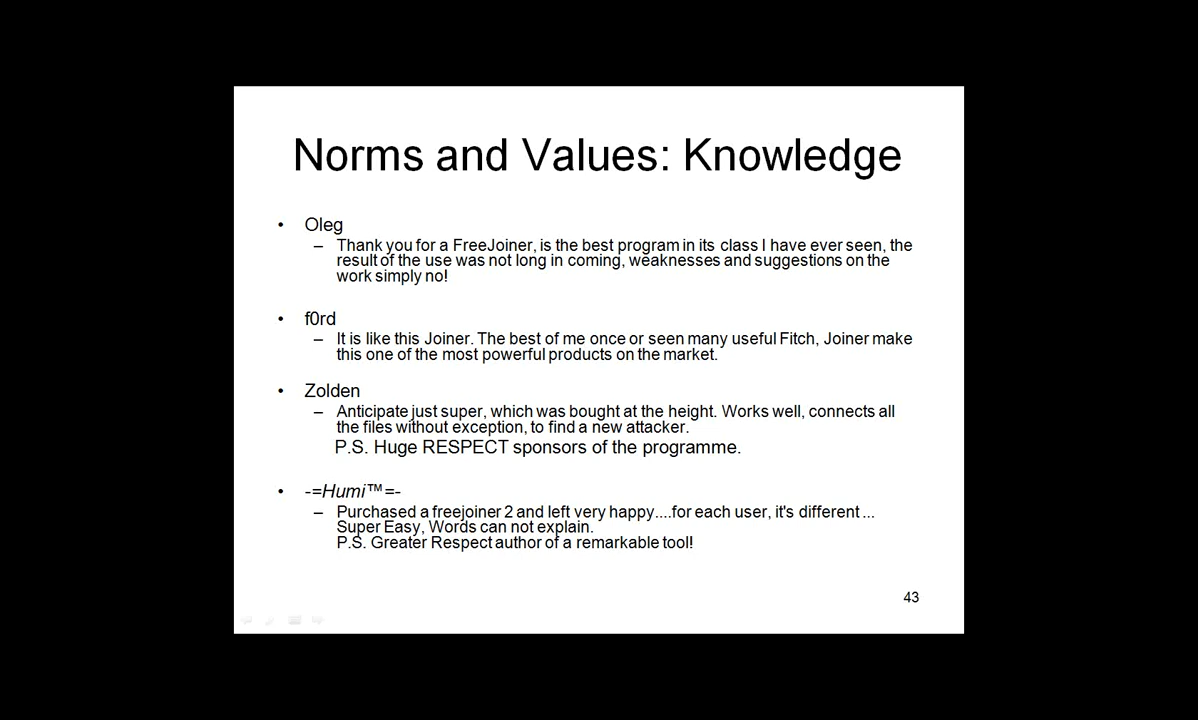 Norms and Values: Knowledge
• Oleg
– Thank you for a FreeJoiner, is the best program in its class I have ever seen, the
result of the use was not long in coming, weaknesses and suggestions on the
work simply no!
• f0rd
– It is like this Joiner. The best of me once or seen many useful Fitch, Joiner make
this one of the most powerful products on the market.
• Zolden
– Anticipate just super, which was bought at the height. Works well, connects all
the files without exception, to find a new attacker.
P.S. Huge RESPECT sponsors of the programme.
• -=Humi™=-
– Purchased a freejoiner 2 and left very happy....for each user, it's different ...
Super Easy, Words can not explain.
P.S. Greater Respect author of a remarkable tool!
43